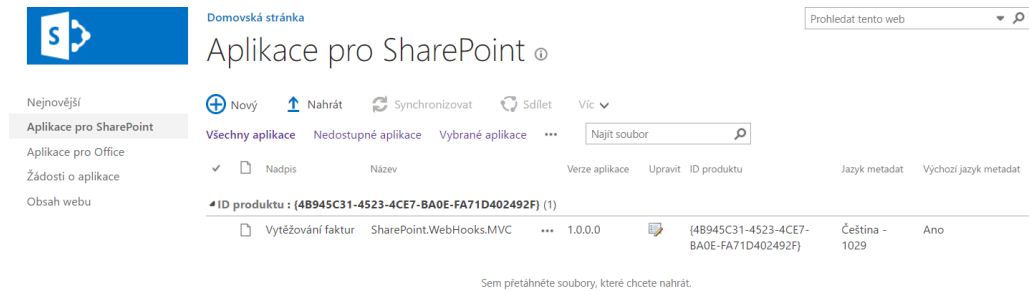 Domovská stránka
Prohledat tento web
Aplikace pro SharePoint
Nejnovější
Aplikace pro SharePoint
Aplikace pro Office
Žádosti o aplikace
Obsah webu
Nový Nahrát Synchronizovat Sdílet Víc
Všechny aplikace Nedostupné aplikace Vybrané aplikace ••• Najít soubor
Nadpis Název Verze aplikace Upravit ID produktu Jazyk metadat Výchozí jazyk metadat
ID produktu : {4B945C31-4523-4CE7-BA0E-FA71D402492F} (1)
Vytěžování faktur SharePoint.WebHooks.MVC ••• 1.0.0.0 {4B945C31-4523-4CE7- Čeština - Ano
BA0E-FA71D402492F} 1029
Sem přetáhněte soubory, které chcete nahrát.